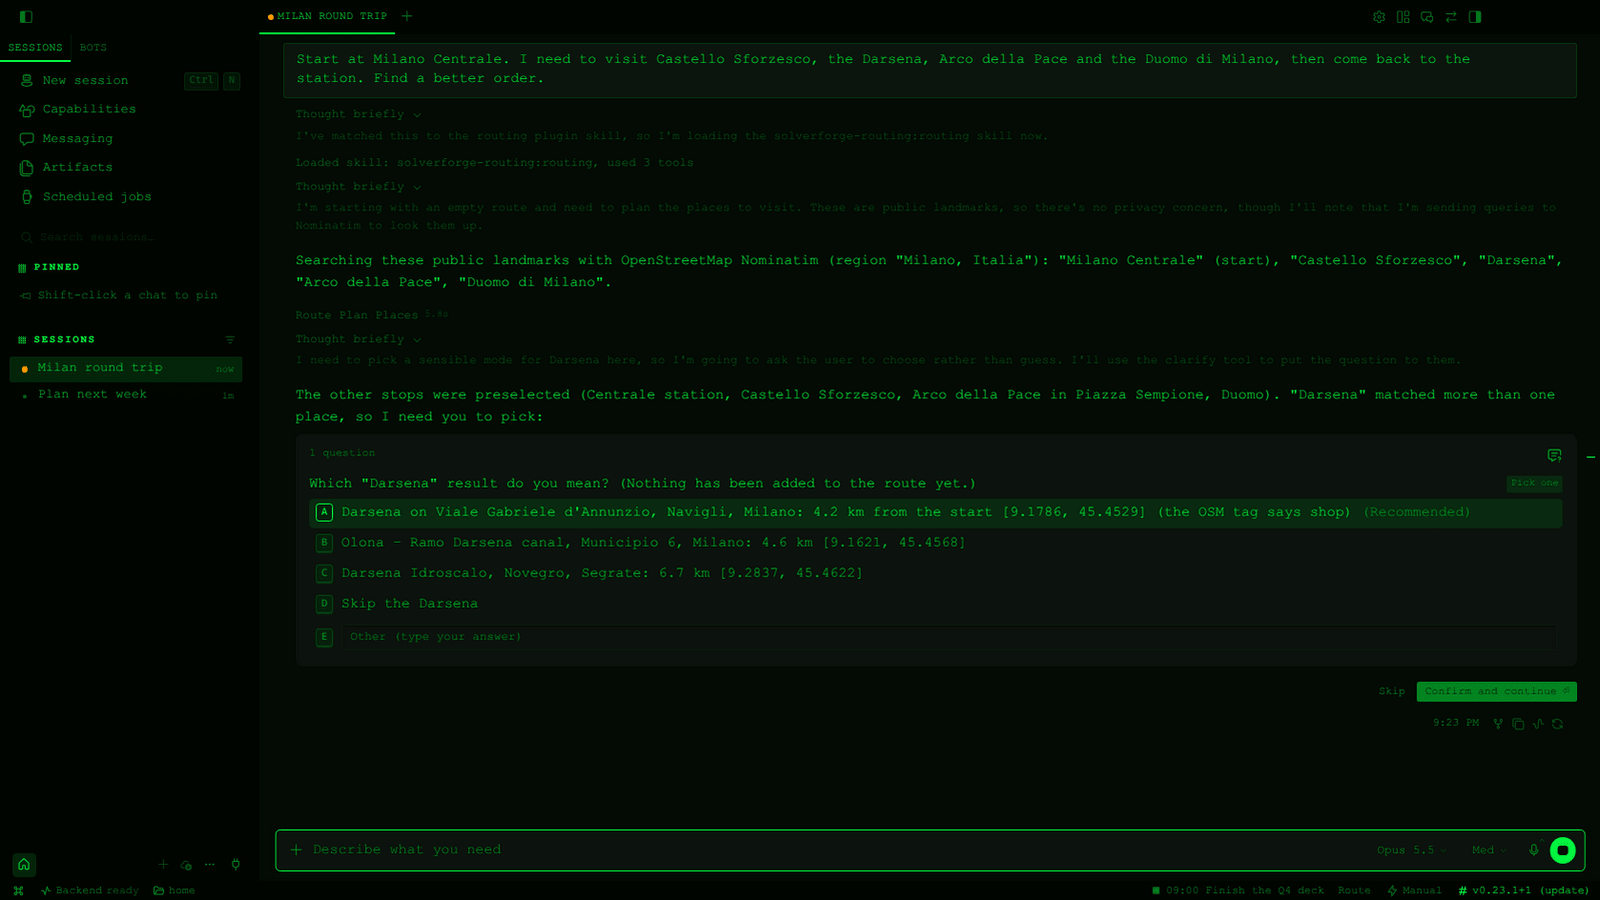 MILAN ROUND TRIP
SESSIONS
BOTS
New session
Ctrl N
Capabilities
Messaging
Artifacts
Scheduled jobs
Search sessions…
PINNED
Shift-click a chat to pin
SESSIONS
Milan round trip
now
Plan next week
1m
Start at Milano Centrale. I need to visit Castello Sforzesco, the Darsena, Arco della Pace and the Duomo di Milano, then come back to the
station. Find a better order.
Thought briefly
I've matched this to the routing plugin skill, so I'm loading the solverforge-routing:routing skill now.
Loaded skill: solverforge-routing:routing, used 3 tools
Thought briefly
I'm starting with an empty route and need to plan the places to visit. These are public landmarks, so there's no privacy concern, though I'll note that I'm sending queries to
Nominatim to look them up.
Searching these public landmarks with OpenStreetMap Nominatim (region "Milano, Italia"): "Milano Centrale" (start), "Castello Sforzesco", "Darsena",
"Arco della Pace", "Duomo di Milano".
Route Plan Places 5.8s
Thought briefly
I need to pick a sensible mode for Darsena here, so I'm going to ask the user to choose rather than guess. I'll use the clarify tool to put the question to them.
The other stops were preselected (Centrale station, Castello Sforzesco, Arco della Pace in Piazza Sempione, Duomo). "Darsena" matched more than one
place, so I need you to pick:
1 question
Which "Darsena" result do you mean? (Nothing has been added to the route yet.)
Pick one
A Darsena on Viale Gabriele d'Annunzio, Navigli, Milano: 4.2 km from the start [9.1786, 45.4529] (the OSM tag says shop) (Recommended)
B Olona – Ramo Darsena canal, Municipio 6, Milano: 4.6 km [9.1621, 45.4568]
C Darsena Idroscalo, Novegro, Segrate: 6.7 km [9.2837, 45.4622]
D Skip the Darsena
E Other (type your answer)
Skip
Confirm and continue
9:23 PM
Describe what you need
Opus 5.5
Med
Backend ready
home
09:00 Finish the Q4 deck
Route
Manual
# v0.23.1+1 (update)